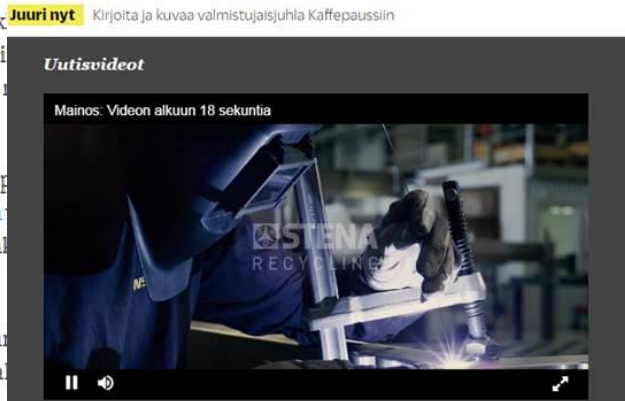 Juuri nyt Kirjoita ja kuvaa valmistujaisjuhla Kaffepaussiin
Uutisvideot
Mainos: Videon alkuun 18 sekuntia
STENA
RECYCLING